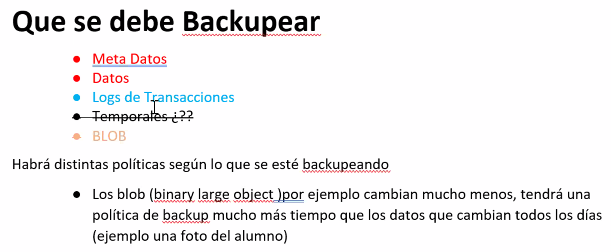 Que se debe Backupear
● Meta Datos
● Datos
● Logs de Transacciones
● Temporales ¿??
● BLOB
Habrá distintas políticas según lo que se esté backupeando
● Los blob (binary large object )por ejemplo cambian mucho menos, tendrá una
política de backup mucho más tiempo que los datos que cambian todos los días
(ejemplo una foto del alumno)